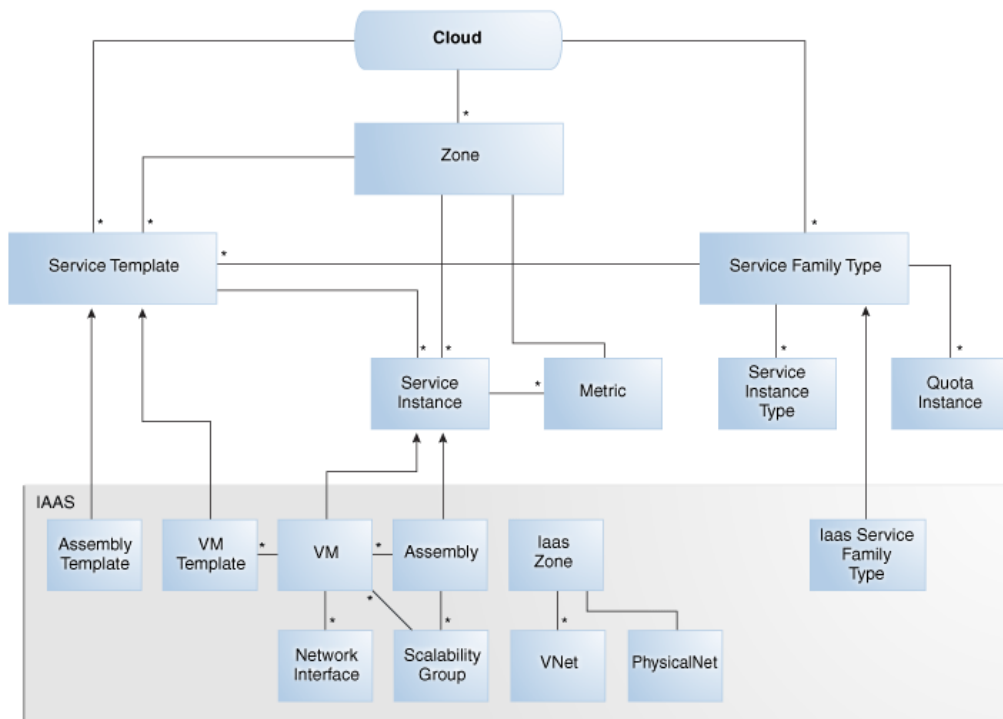 Cloud
*
Zone
*
*
*
Service Template
*
Service Family Type
*
*
*
*
Service
Instance
*
Metric
Service
Instance
Type
Quota
Instance
IAAS
Assembly
Template
VM
Template
*
VM
*
Assembly
Iaas
Zone
Iaas Service
Family
Type
*
*
*
*
Network
Interface
Scalability
Group
VNet
PhysicalNet